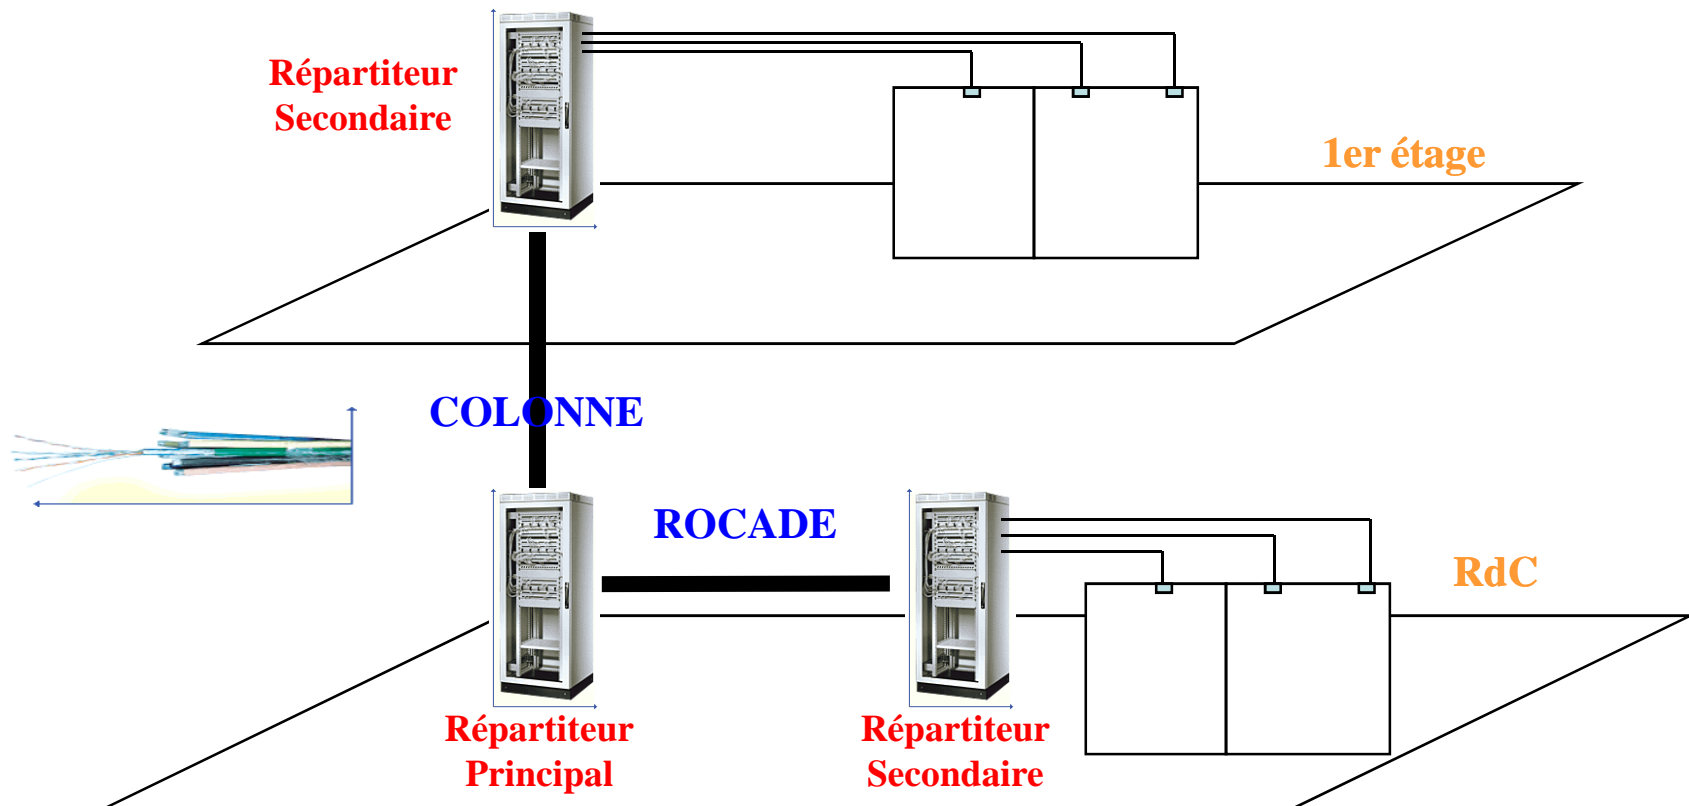 Répartiteur
Secondaire
1er étage
COLONNE
ROCADE
RdC
Répartiteur
Principal
Répartiteur
Secondaire